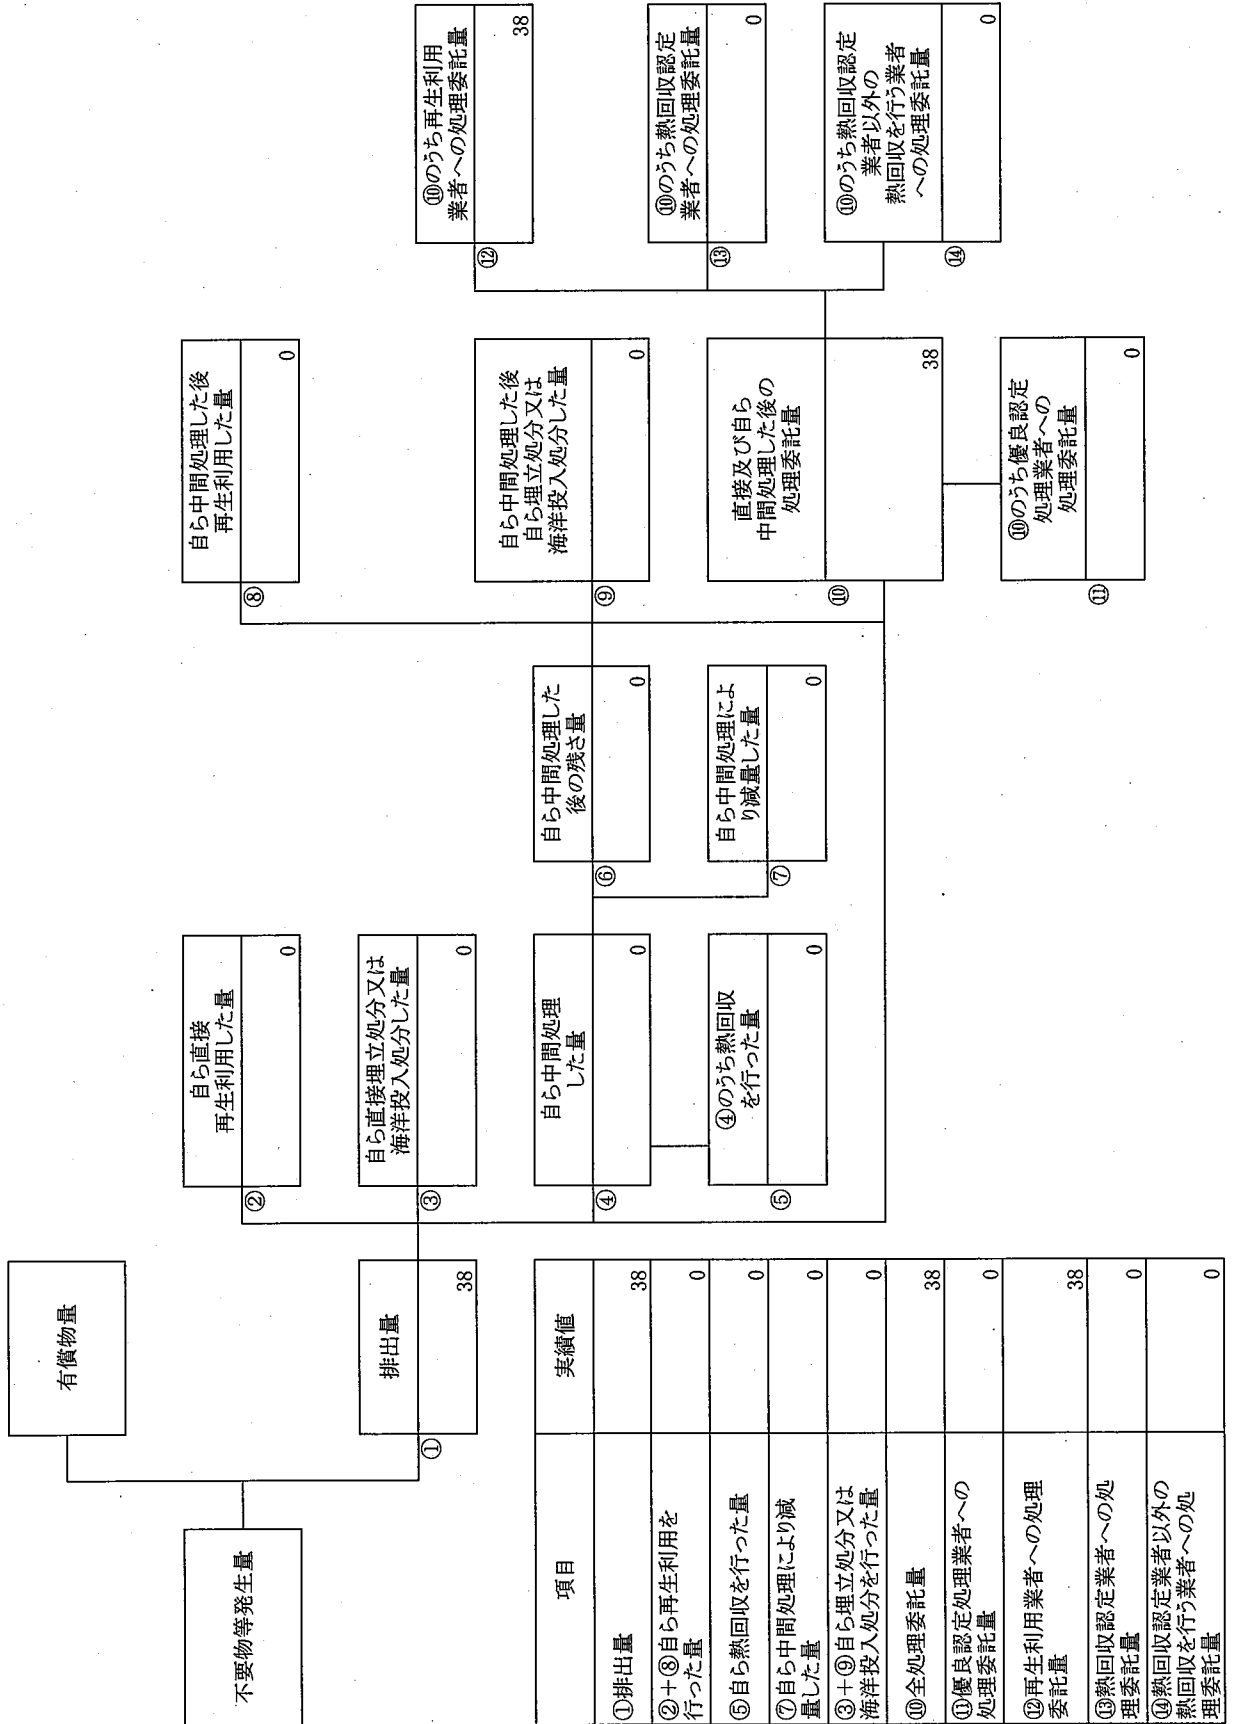 不要物等発生量
有償物量
①
排出量
38
②
自ら直接
再生利用した量
0
③
自ら直接埋立処分又は
海洋投入処分した量
0
④
自ら中間処理
した量
0
⑤
④のうち熱回収
を行った量
0
⑥
自ら中間処理した
後の残さ量
0
⑦
自ら中間処理によ
り減量した量
0
⑧
自ら中間処理した後
再生利用した量
0
⑨
自ら中間処理した後
自ら埋立処分又は
海洋投入処分した量
0
⑩
直接及び自ら
中間処理した後の
処理委託量
38
⑪
⑩のうち優良認定
処理業者への
処理委託量
0
⑫
⑩のうち再生利用
業者への処理委託量
38
⑬
⑩のうち熱回収認定
業者への処理委託量
0
⑭
⑩のうち熱回収認定
業者以外の
熱回収を行う業者
への処理委託量
0
項目 実績値
①排出量 38
②+⑧自ら再生利用を
行った量 0
⑤自ら熱回収を行った量 0
⑦自ら中間処理により減
量した量 0
③+⑨自ら埋立処分又は
海洋投入処分を行った量 0
⑩全処理委託量 38
⑪優良認定処理業者への
処理委託量 0
⑫再生利用業者への処理
委託量 38
⑬熱回収認定業者への処
理委託量 0
⑭熱回収認定業者以外の
熱回収を行う業者への処
理委託量 0